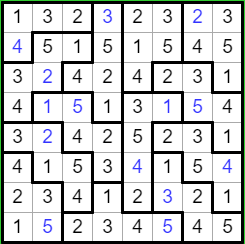 1 3 2 3 2 3 2 3
4 5 1 5 1 5 4 5
3 2 4 2 4 2 3 1
4 1 5 1 3 1 5 4
3 2 4 2 5 2 3 1
4 1 5 3 4 1 5 4
2 3 4 1 2 3 2 1
1 5 2 3 4 5 4 5